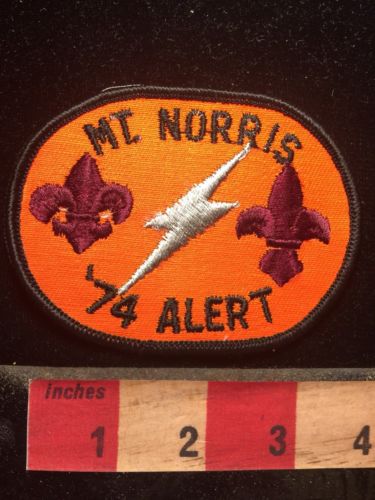 MT. NORRIS
'74 ALERT
inches
1 2 3 4